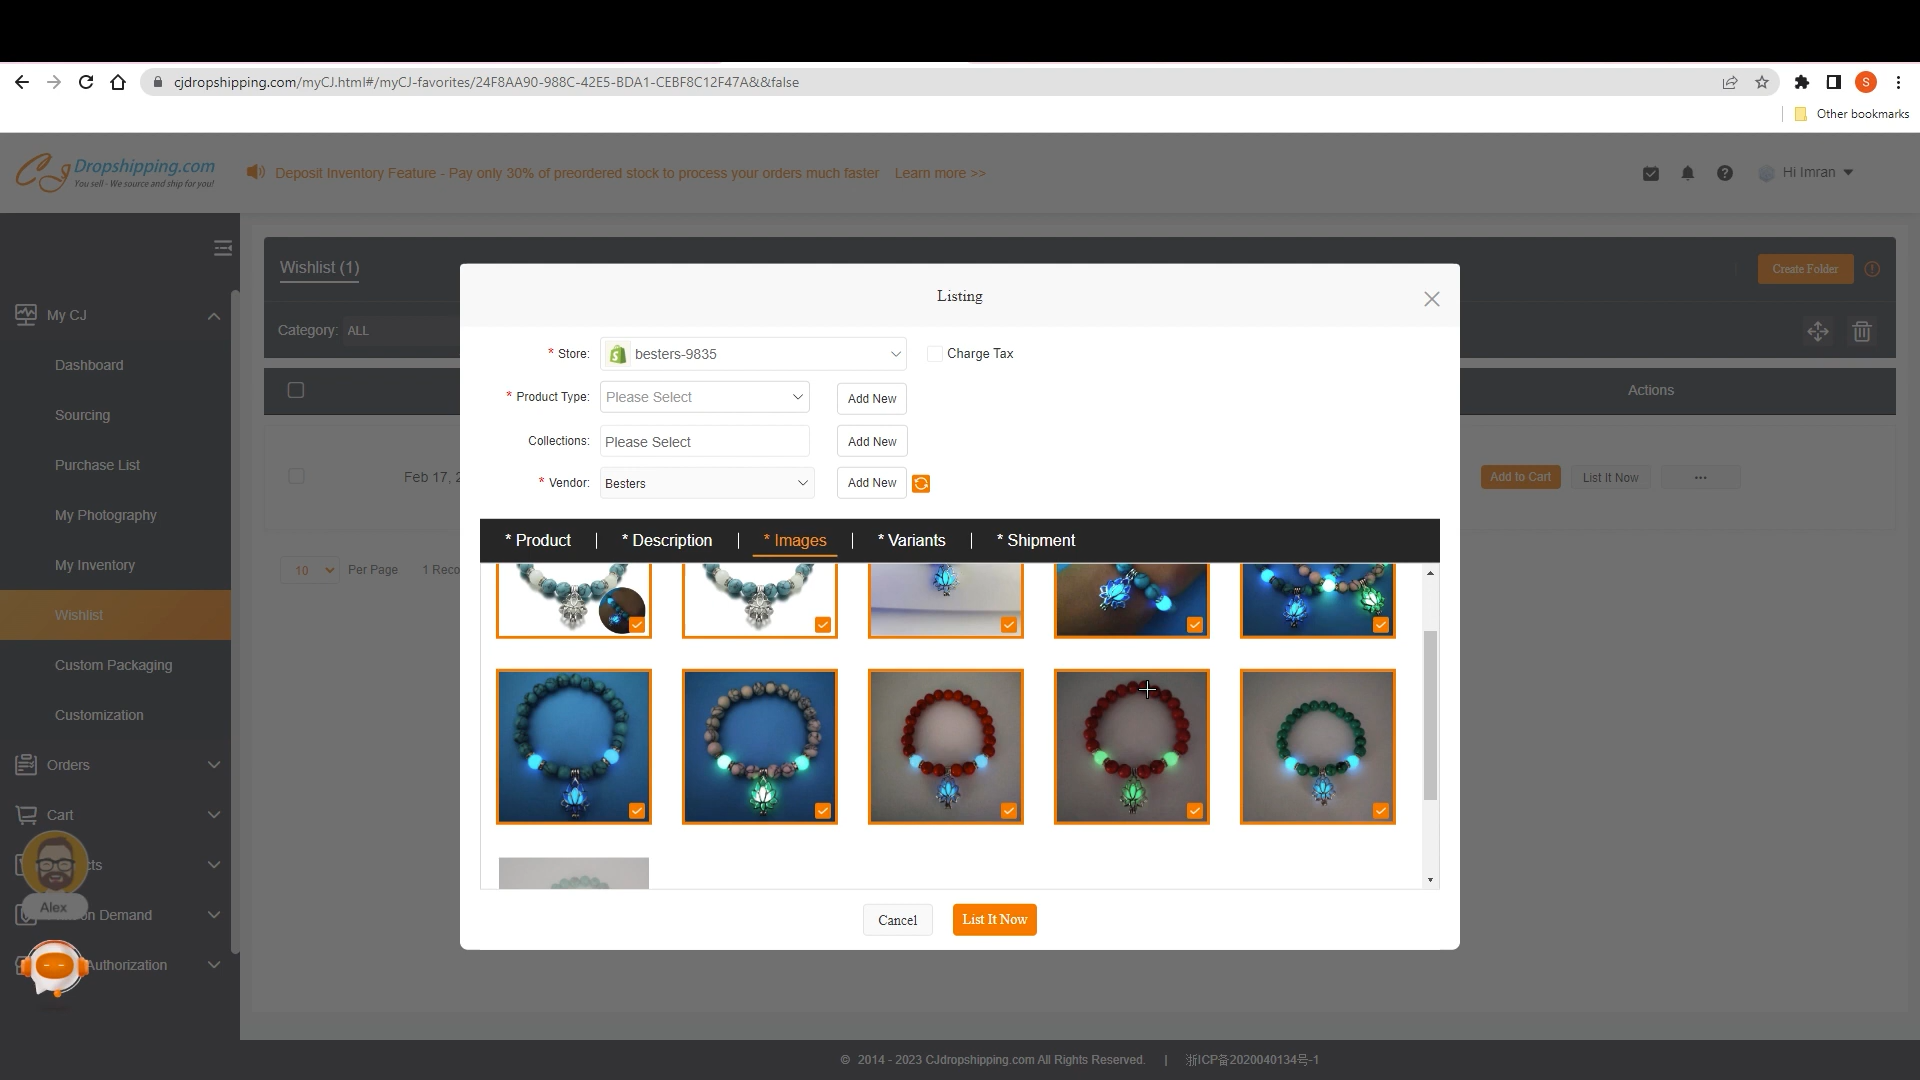 cjdropshipping.com/myCJ.html#/myCJ-favorites/24F8AA90-988C-42E5-BDA1-CEBF8C12F47A&&false
S
Other bookmarks
CJ Dropshipping.com
You sell - We source and ship for you!
Deposit Inventory Feature - Pay only 30% of preordered stock to process your orders much faster Learn more >>
Hi Imran
My CJ
Dashboard
Sourcing
Purchase List
My Photography
My Inventory
Wishlist
Custom Packaging
Customization
Orders
Cart
cts
Alex
on Demand
Authorization
Wishlist (1)
Create Folder
Category: ALL
Actions
Feb 17, 2
Add to Cart
List It Now
...
10
Per Page
1 Reco
Listing
* Store: besters-9835
Charge Tax
* Product Type: Please Select
Add New
Collections: Please Select
Add New
* Vendor: Besters
Add New
* Product | * Description | * Images | * Variants | * Shipment
Cancel
List It Now
© 2014 - 2023 CJdropshipping.com All Rights Reserved. | 浙ICP备2020040134号-1